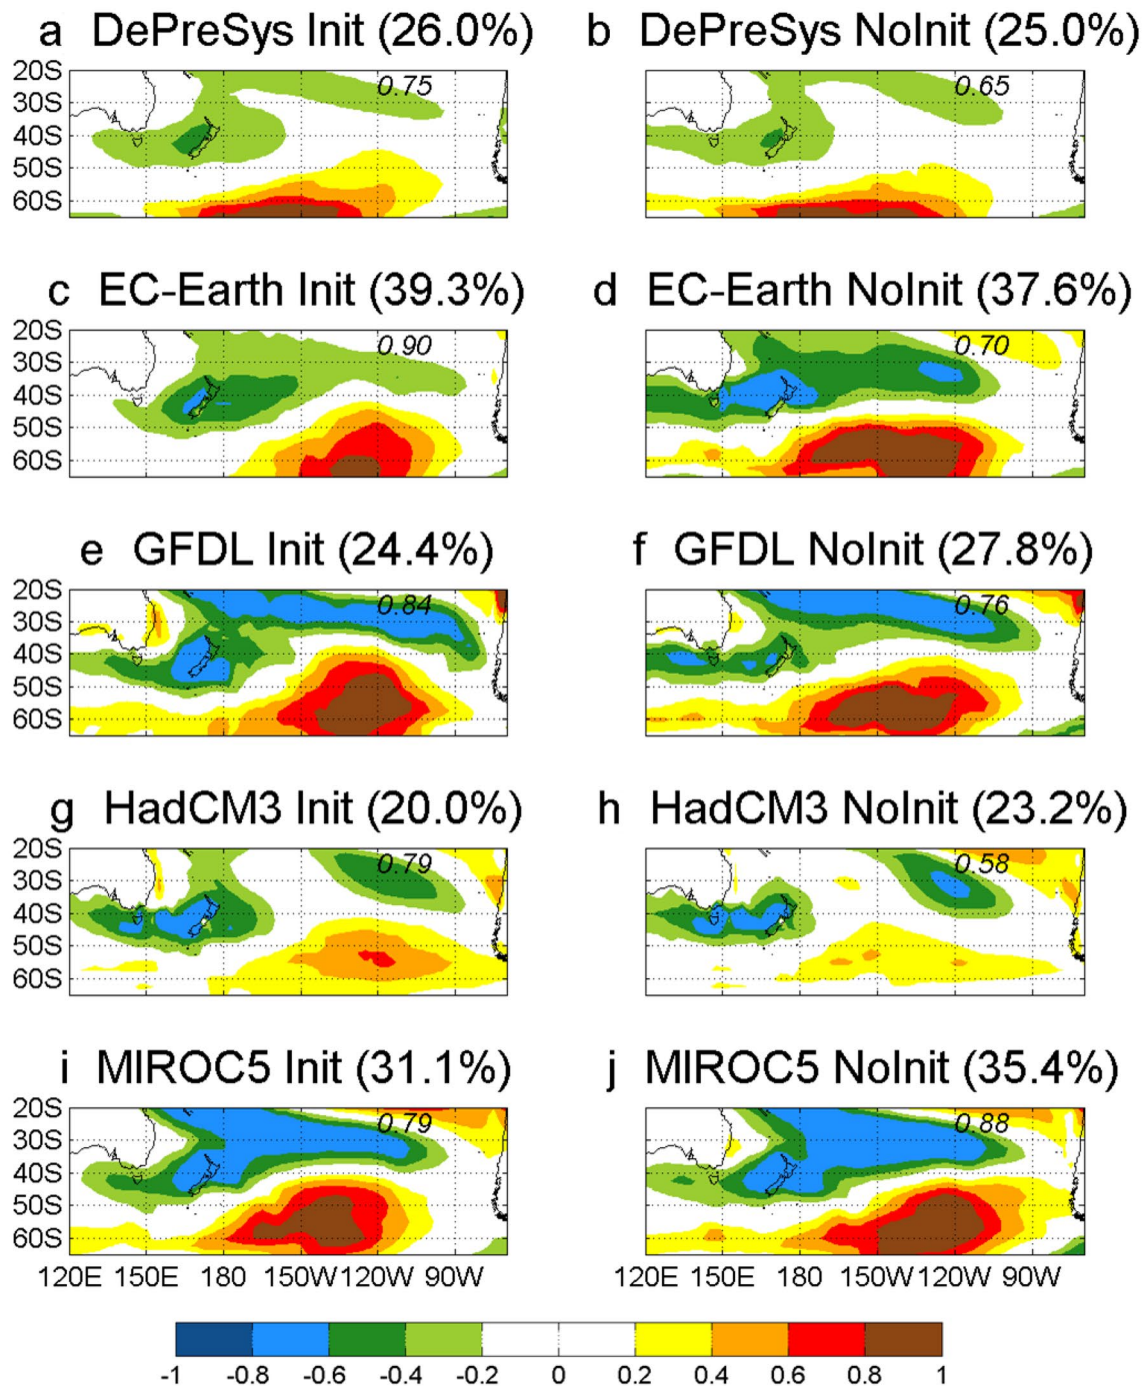 a DePreSys Init (26.0%)
b DePreSys NoInit (25.0%)
20S
30S
40S
50S
60S
0.75
0.65
c EC-Earth Init (39.3%)
d EC-Earth NoInit (37.6%)
20S
30S
40S
50S
60S
0.90
0.70
e GFDL Init (24.4%)
f GFDL NoInit (27.8%)
20S
30S
40S
50S
60S
0.84
0.76
g HadCM3 Init (20.0%)
h HadCM3 NoInit (23.2%)
20S
30S
40S
50S
60S
0.79
0.58
i MIROC5 Init (31.1%)
j MIROC5 NoInit (35.4%)
20S
30S
40S
50S
60S
0.79
0.88
120E 150E 180 150W 120W 90W
120E 150E 180 150W 120W 90W
-1 -0.8 -0.6 -0.4 -0.2 0 0.2 0.4 0.6 0.8 1